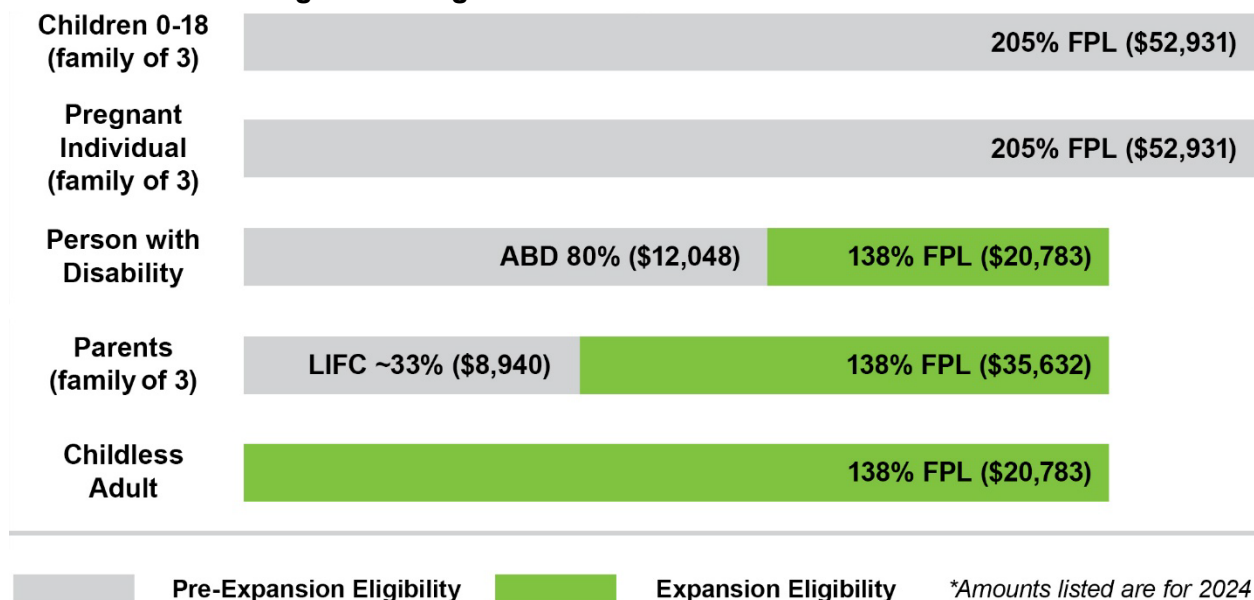 Children 0-18
(family of 3)
205% FPL ($52,931)
Pregnant
Individual
(family of 3)
205% FPL ($52,931)
Person with
Disability
ABD 80% ($12,048)
138% FPL ($20,783)
Parents
(family of 3)
LIFC ~33% ($8,940)
138% FPL ($35,632)
Childless
Adult
138% FPL ($20,783)
Pre-Expansion Eligibility
Expansion Eligibility
*Amounts listed are for 2024